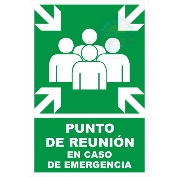 PUNTO
DE REUNIÓN
EN CASO
DE EMERGENCIA